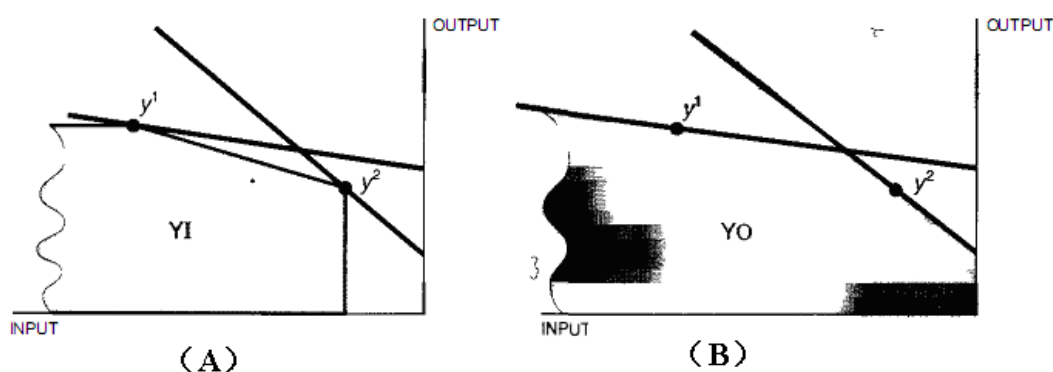 OUTPUT
y¹
y²
YI
INPUT
(A)
OUTPUT
y¹
y²
YO
INPUT
(B)